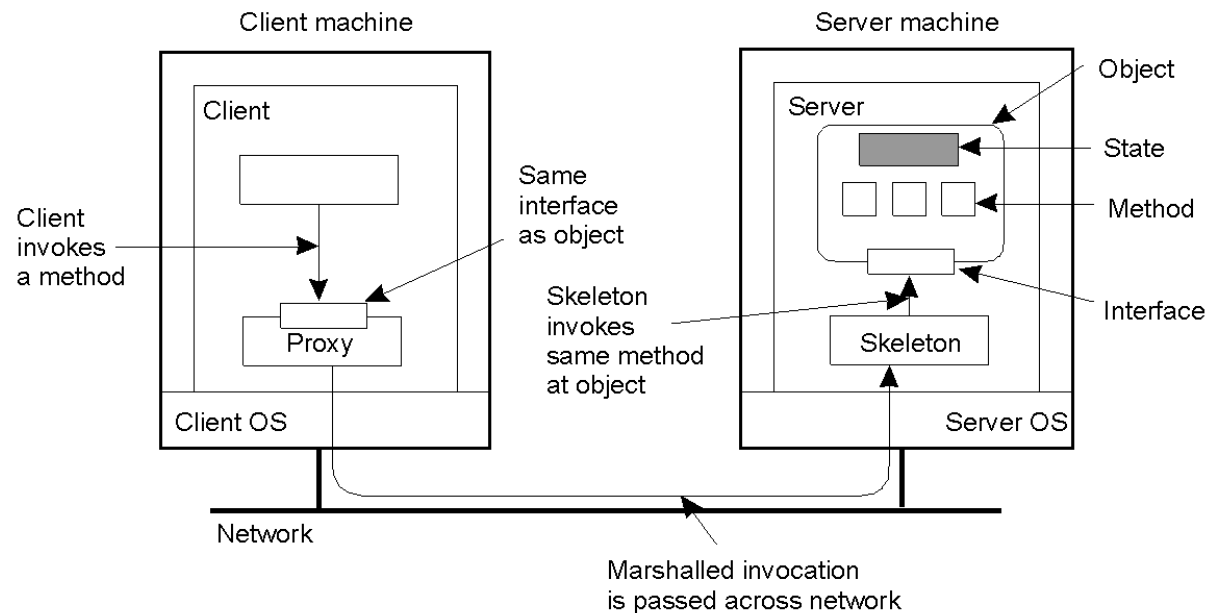 Client machine
Server machine
Client
Server
Object
State
Method
Interface
Client
invokes
a method
Same
interface
as object
Proxy
Skeleton
invokes
same method
at object
Skeleton
Client OS
Server OS
Network
Marshalled invocation
is passed across network